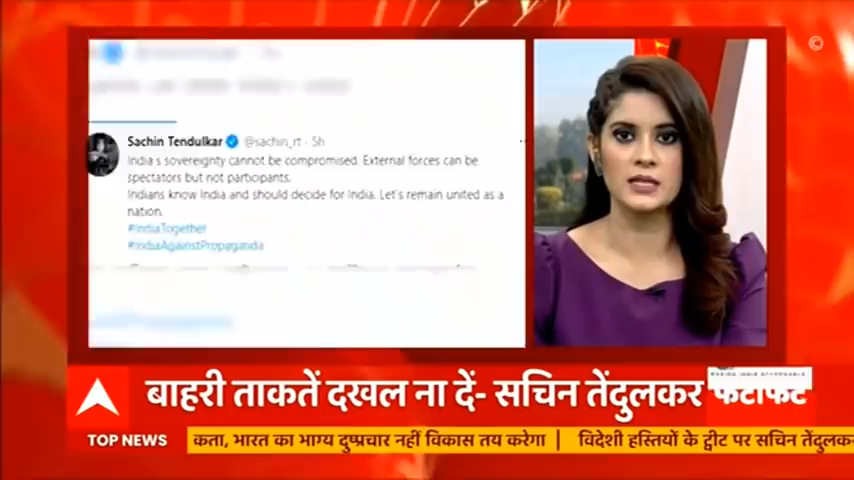 ©
Sachin Tendulkar @sachin_rt · 5h
India s sovereignty cannot be compromised. External forces can be
spectators but not participants.
Indians know India and should decide for India. Let's remain united as a
nation.
#IndiaTogether
#IndiaAgainstPropaganda
बाहरी ताकतें दखल ना दें- सचिन तेंदुलकर फटाफट
TOP NEWS
कता, भारत का भाग्य दुष्प्रचार नहीं विकास तय करेगा | विदेशी हस्तियों के ट्वीट पर सचिन तेंदुलकर